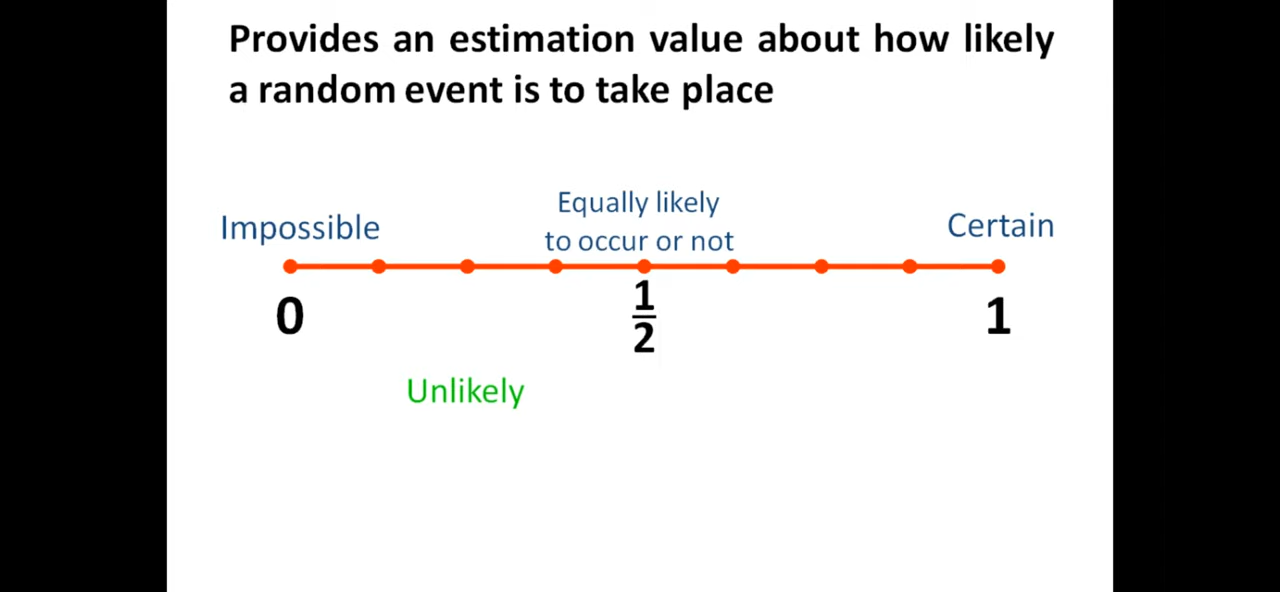 Provides an estimation value about how likely
a random event is to take place
Equally likely
Impossible
to occur or not
Certain
0
1
2
1
Unlikely